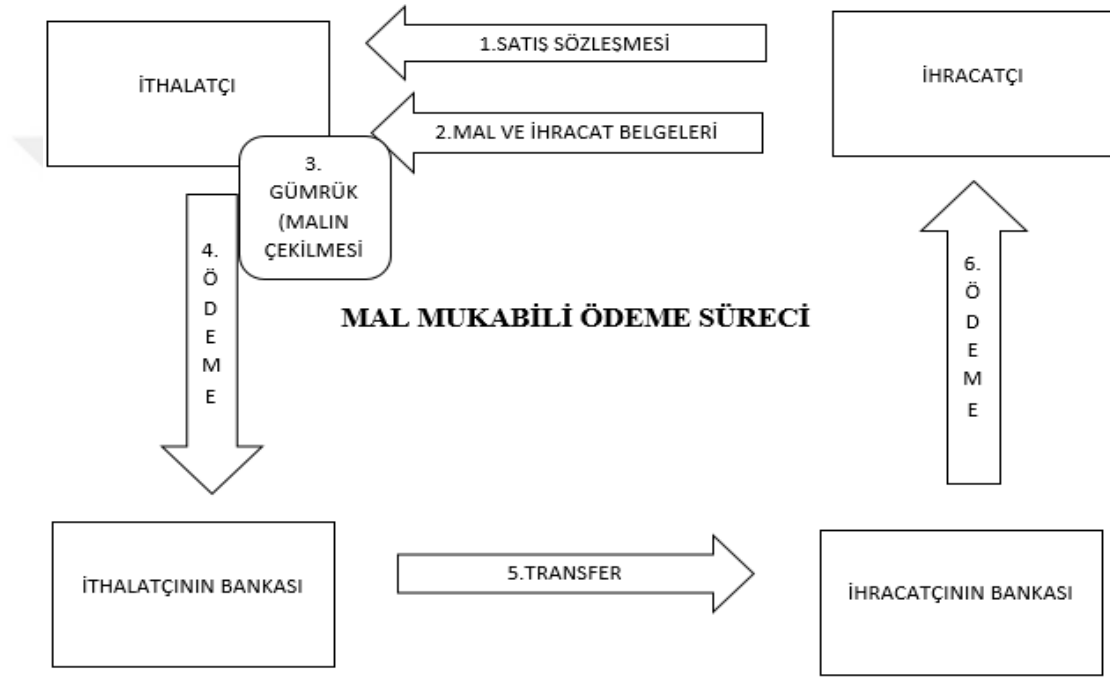 1.SATIŞ SÖZLEŞMESİ
İTHALATÇI
İHRACATÇI
2.MAL VE İHRACAT BELGELERİ
3.
GÜMRÜK
(MALIN
ÇEKİLMESİ
4.
Ö
D
E
M
E
MAL MUKABİLİ ÖDEME SÜRECİ
6.
Ö
D
E
M
E
İTHALATÇININ BANKASI
5.TRANSFER
İHRACATÇININ BANKASI